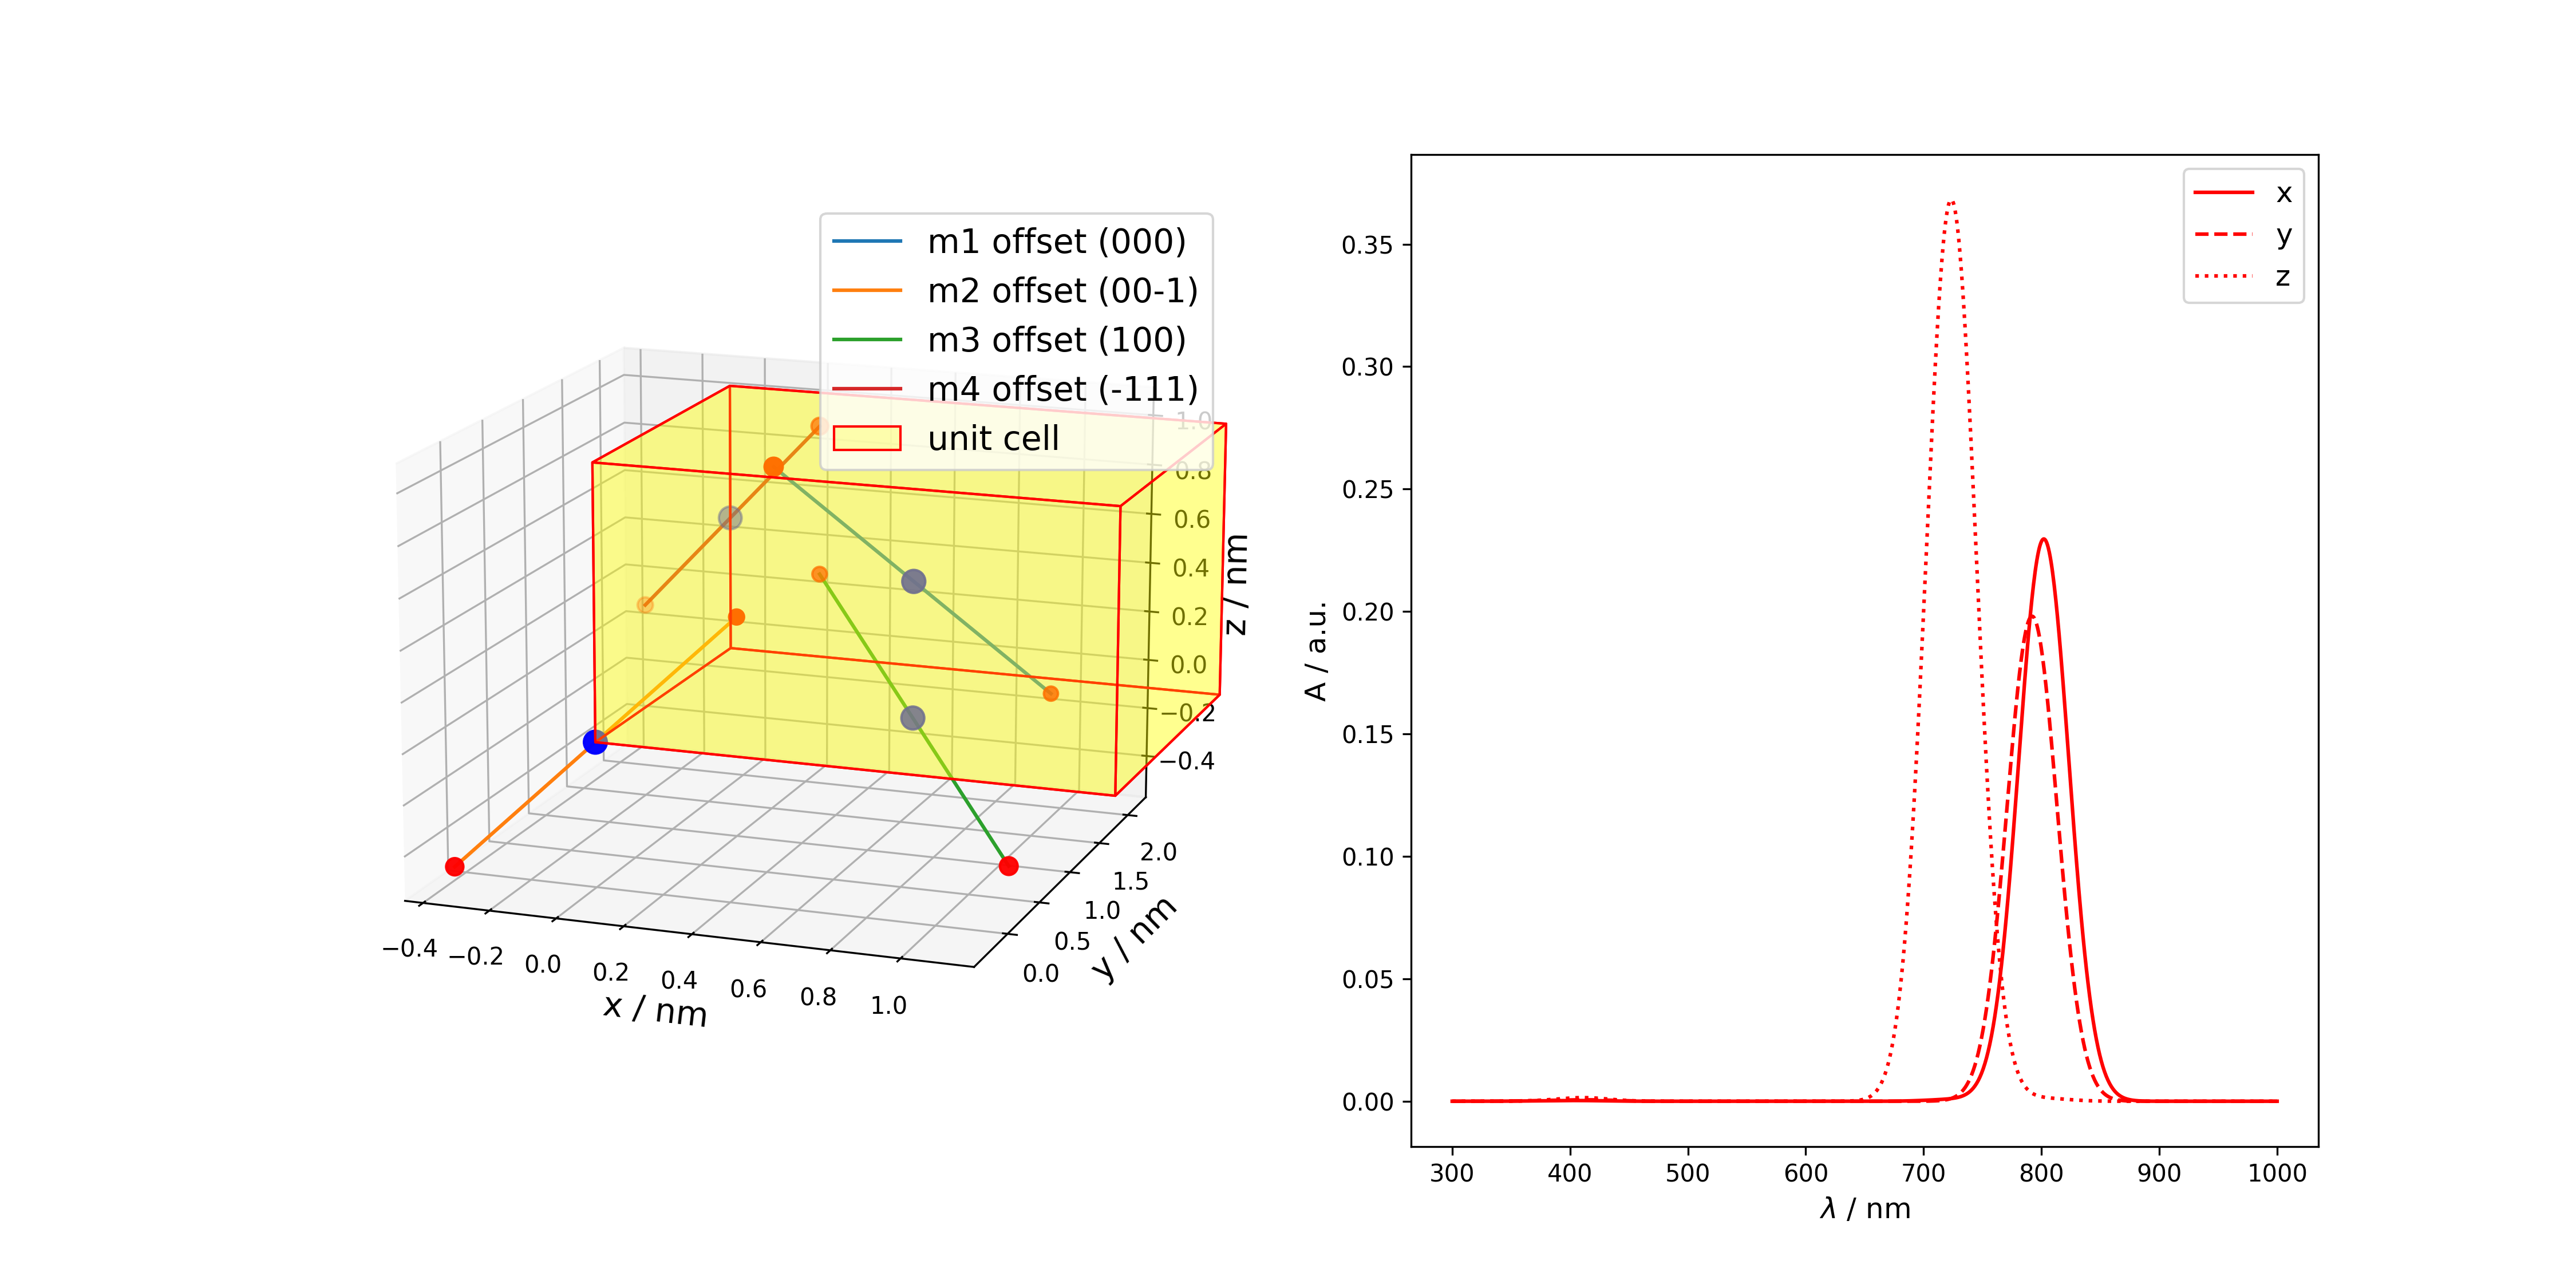 m1 offset (000)
m2 offset (00-1)
m3 offset (100)
m4 offset (-111)
unit cell
1.0
0.8
0.6
0.4
0.2
0.0
−0.2
−0.4
z / nm
2.0
1.5
1.0
0.5
0.0
y / nm
−0.4 −0.2 0.0 0.2 0.4 0.6 0.8 1.0
x / nm
x
y
z
0.35
0.30
0.25
0.20
0.15
0.10
0.05
0.00
A / a.u.
300 400 500 600 700 800 900 1000
λ / nm